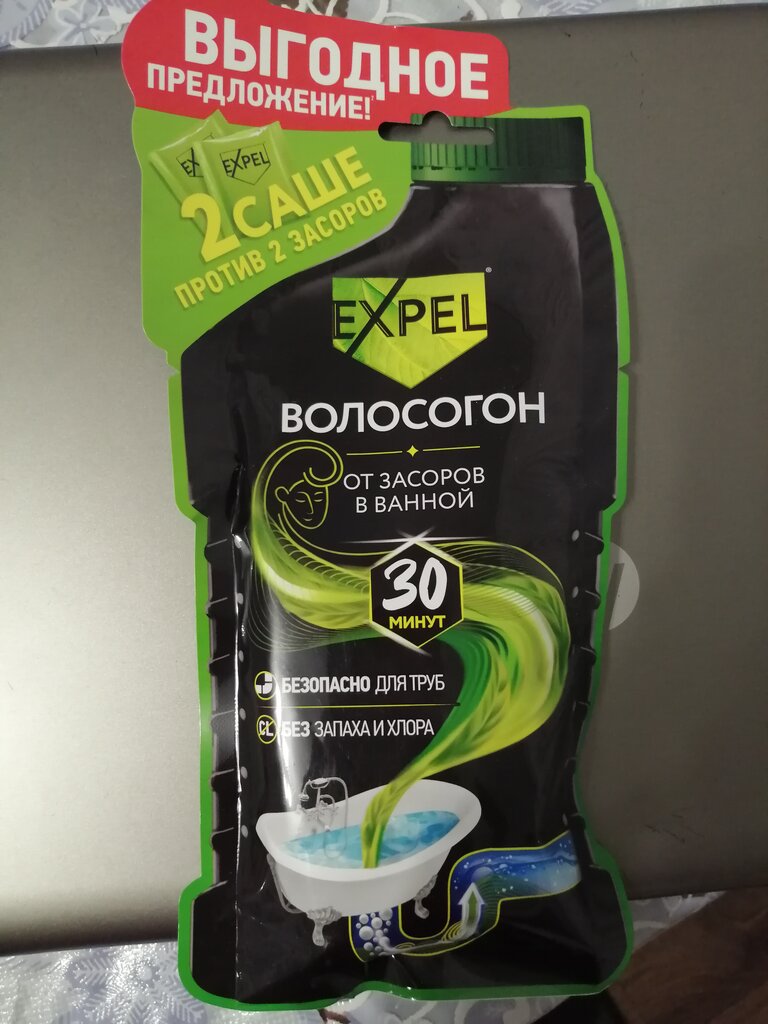 ВЫГОДНОЕ
ПРЕДЛОЖЕНИЕ!
EXPEL
2 САШЕ
ПРОТИВ 2 ЗАСОРОВ
EXPEL®
ВОЛОСОГОН
ОТ ЗАСОРОВ
В ВАННОЙ
30
МИНУТ
БЕЗОПАСНО ДЛЯ ТРУБ
CL БЕЗ ЗАПАХА И ХЛОРА